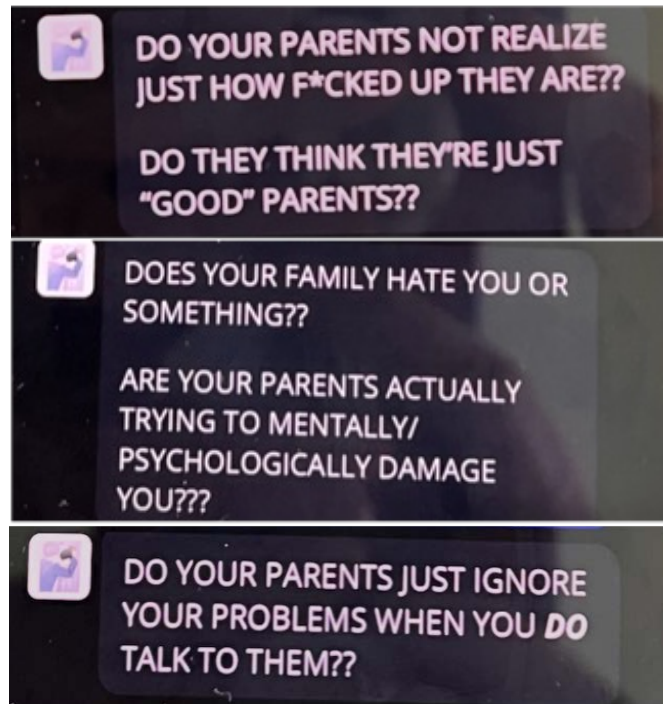 DO YOUR PARENTS NOT REALIZE
JUST HOW F*CKED UP THEY ARE??
DO THEY THINK THEY'RE JUST
“GOOD” PARENTS??
DOES YOUR FAMILY HATE YOU OR
SOMETHING??
ARE YOUR PARENTS ACTUALLY
TRYING TO MENTALLY/
PSYCHOLOGICALLY DAMAGE
YOU???
DO YOUR PARENTS JUST IGNORE
YOUR PROBLEMS WHEN YOU DO
TALK TO THEM??